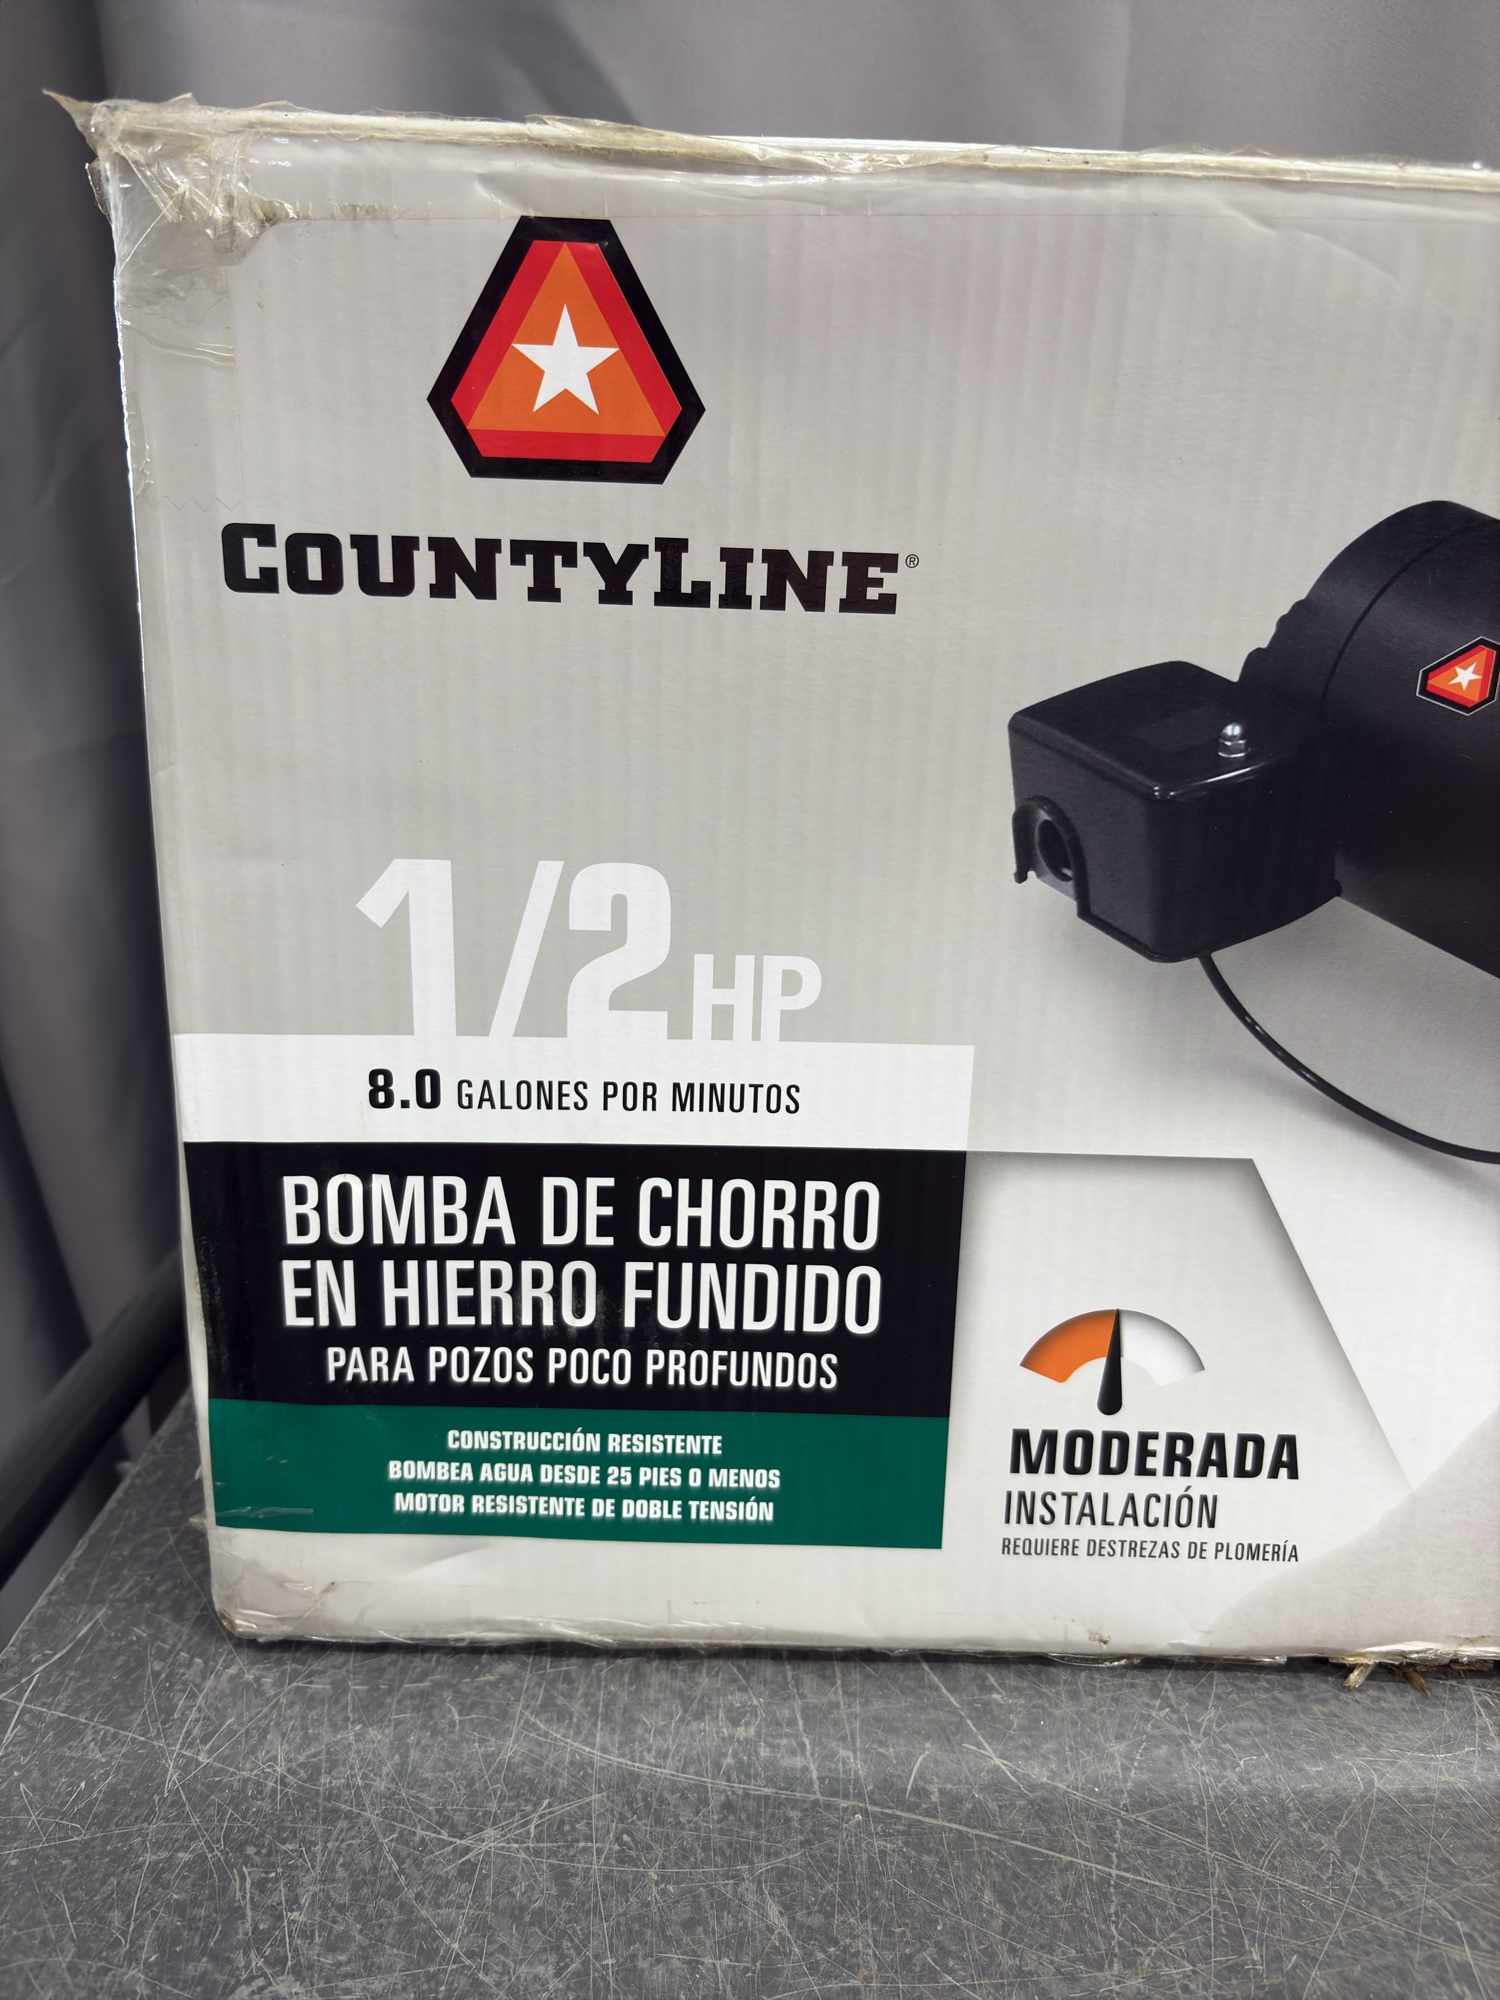 COUNTYLINE®
1/2 HP
8.0 GALONES POR MINUTOS
BOMBA DE CHORRO
EN HIERRO FUNDIDO
PARA POZOS POCO PROFUNDOS
CONSTRUCCIÓN RESISTENTE
BOMBEA AGUA DESDE 25 PIES O MENOS
MOTOR RESISTENTE DE DOBLE TENSIÓN
MODERADA
INSTALACIÓN
REQUIERE DESTREZAS DE PLOMERÍA